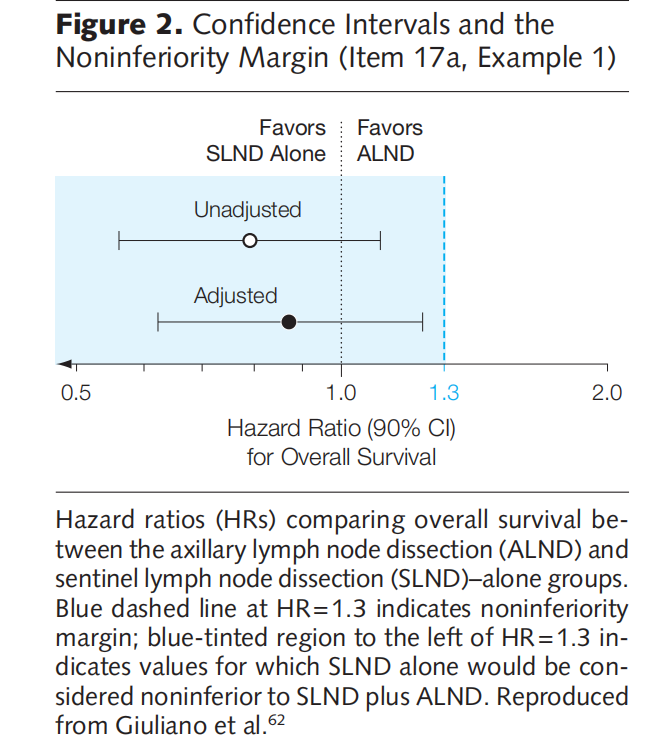 Figure 2. Confidence Intervals and the
Noninferiority Margin (Item 17a, Example 1)
Favors
SLND Alone
Favors
ALND
Unadjusted
Adjusted
0.5 1.0 1.3 2.0
Hazard Ratio (90% CI)
for Overall Survival
Hazard ratios (HRs) comparing overall survival be-
tween the axillary lymph node dissection (ALND) and
sentinel lymph node dissection (SLND)–alone groups.
Blue dashed line at HR=1.3 indicates noninferiority
margin; blue-tinted region to the left of HR=1.3 in-
dicates values for which SLND alone would be con-
sidered noninferior to SLND plus ALND. Reproduced
from Giuliano et al.62